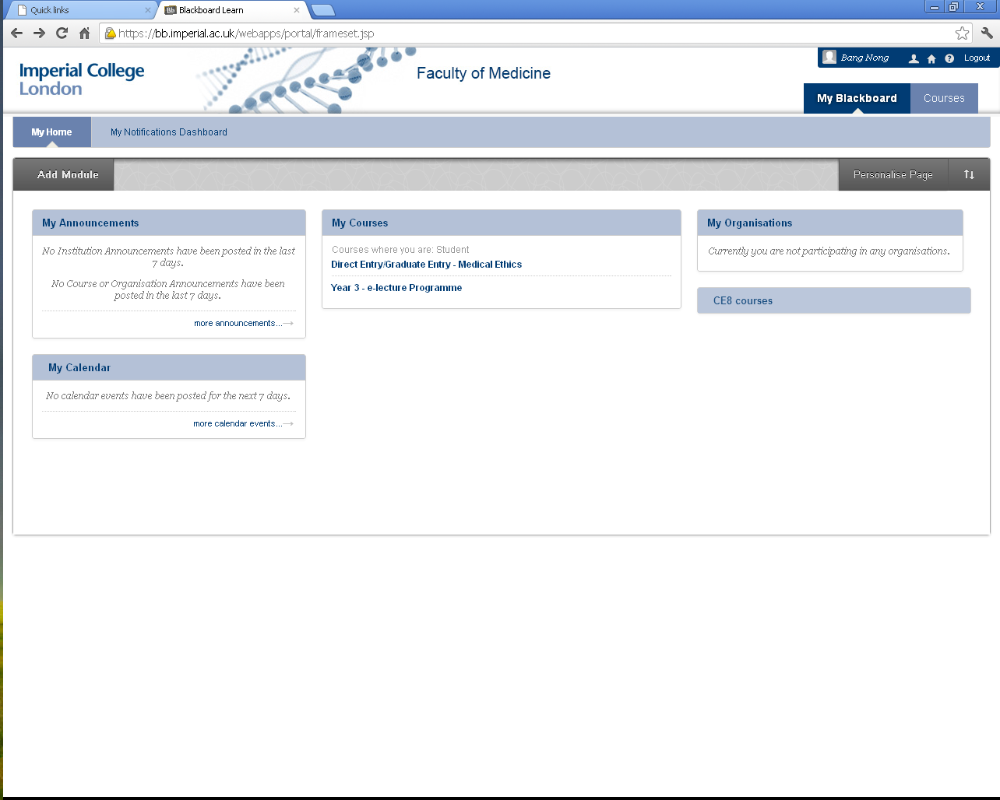 Quick links
Bb Blackboard Learn
https://bb.imperial.ac.uk/webapps/portal/frameset.jsp
Imperial College
London
Faculty of Medicine
Bang Nong
? Logout
My Blackboard
Courses
My Home
My Notifications Dashboard
Add Module
Personalise Page
My Announcements
No Institution Announcements have been posted in the last
7 days.
No Course or Organisation Announcements have been
posted in the last 7 days.
more announcements...→
My Calendar
No calendar events have been posted for the next 7 days.
more calendar events...→
My Courses
Courses where you are: Student
Direct Entry/Graduate Entry - Medical Ethics
Year 3 - e-lecture Programme
My Organisations
Currently you are not participating in any organisations.
CE8 courses